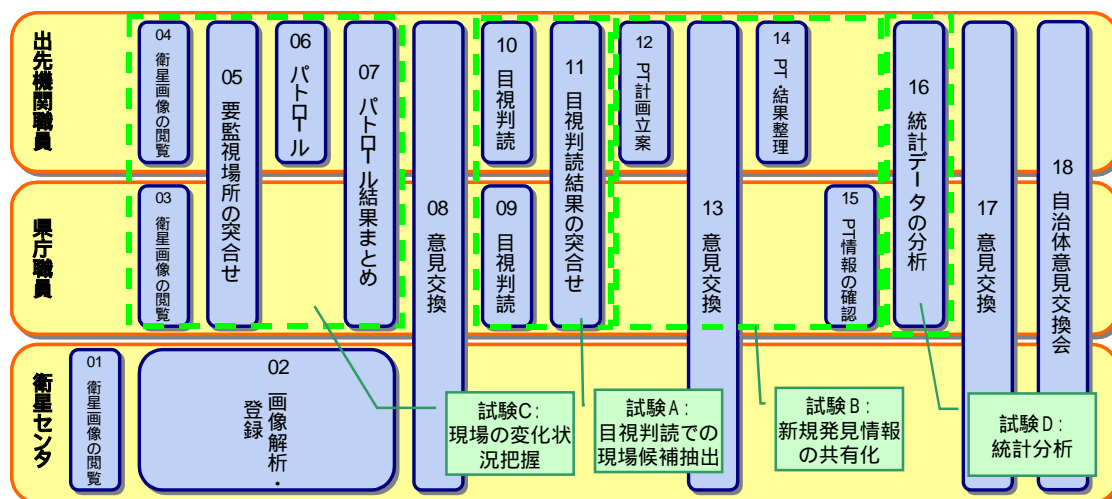 出先機関職員
04 衛星画像の閲覧
05 要監視場所の突合せ
06 パトロール
07 パトロール結果まとめ
08 意見交換
10 目視判読
11 目視判読結果の突合せ
12 PT計画立案
13 意見交換
14 PT・結果整理
16 統計データの分析
17 意見交換
18 自治体意見交換会
県庁職員
03 衛星画像の閲覧
09 目視判読
15 PT情報の確認
衛星センタ
01 衛星画像の閲覧
02 画像解析・
登録
試験C:
現場の変化状
況把握
試験A:
目視判読での
現場候補抽出
試験B:
新規発見情報
の共有化
試験D:
統計分析